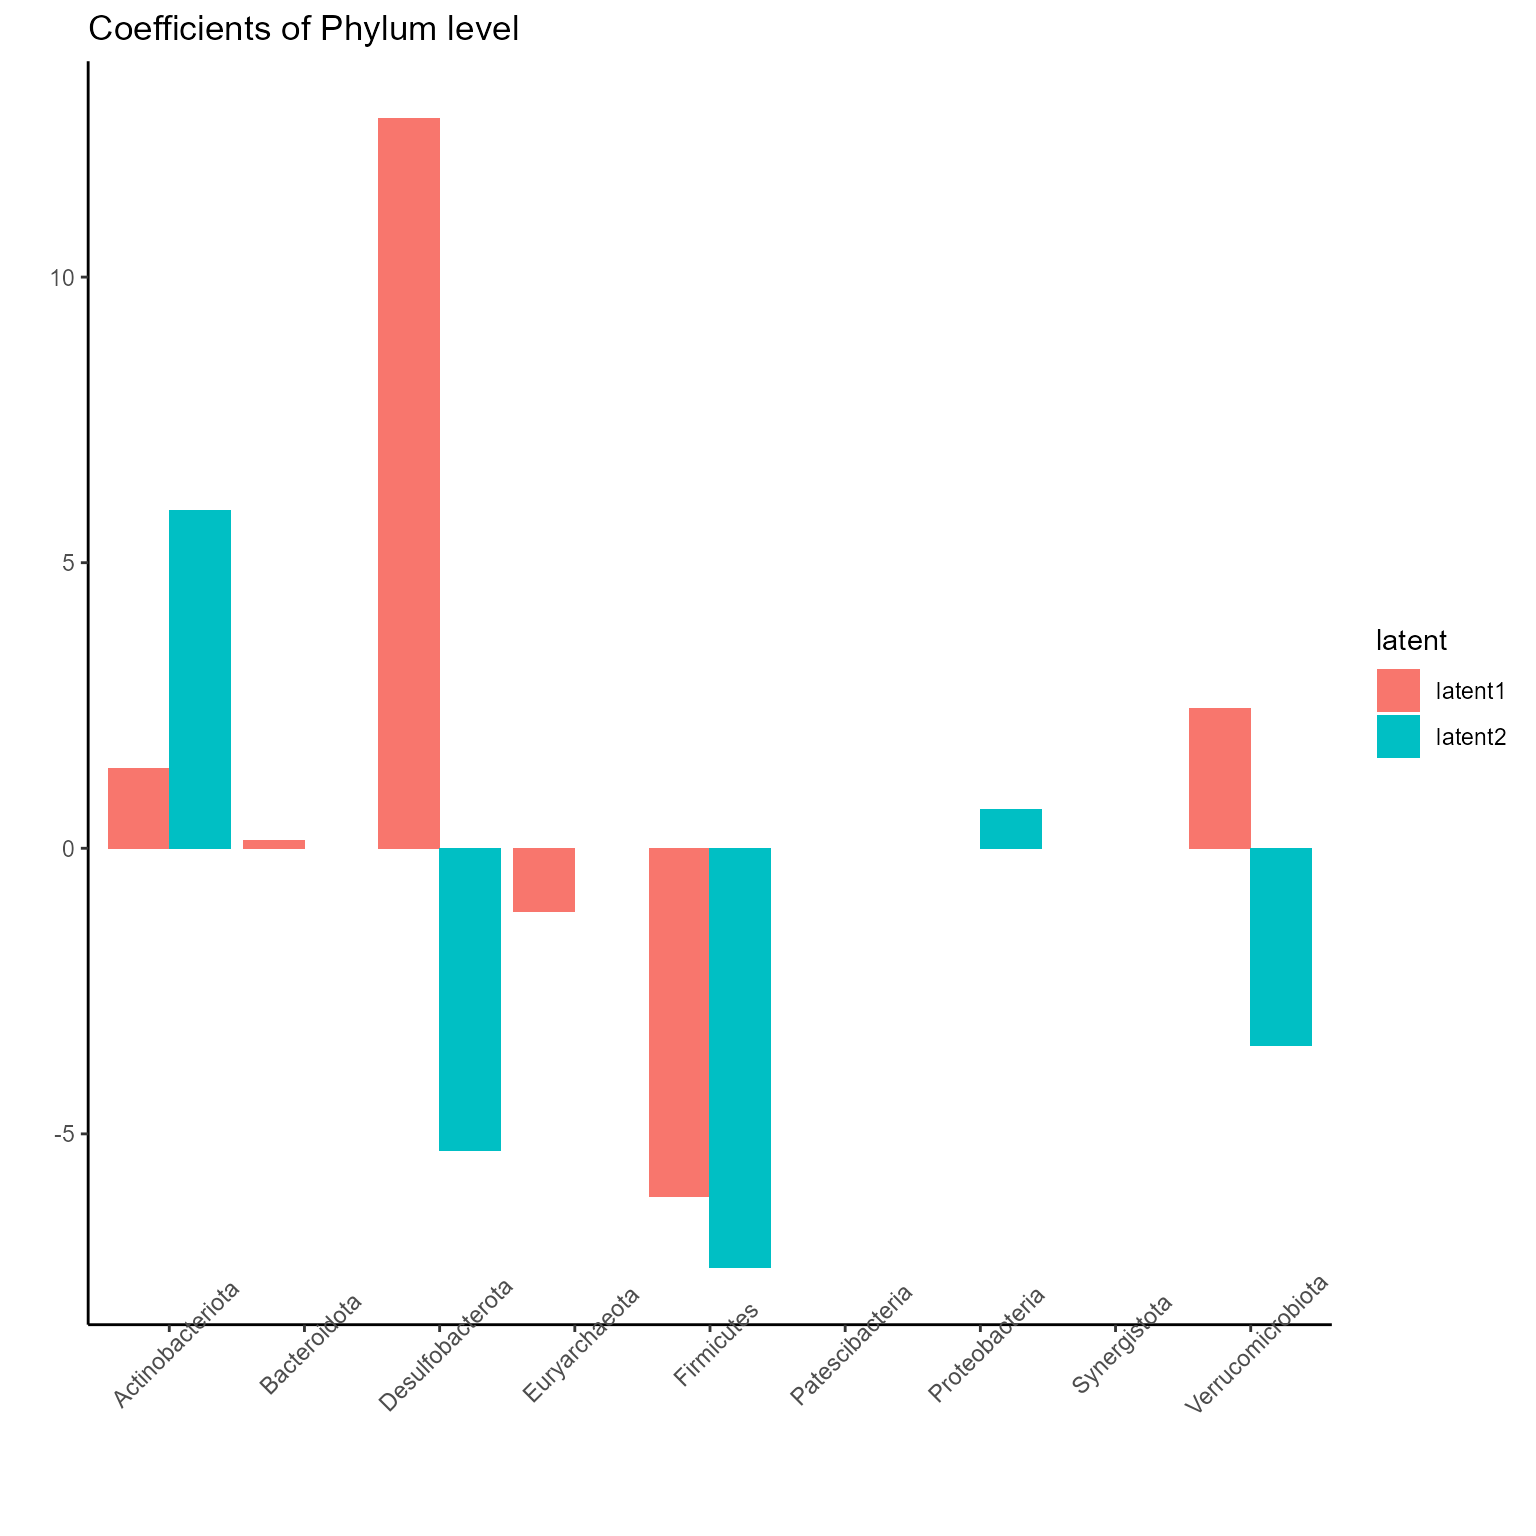 Coefficients of Phylum level
10
5
0
-5
Actinobacteriota
Bacteroidota
Desulfobacterota
Euryarchaeota
Firmicutes
Patescibacteria
Proteobacteria
Synergistota
Verrucomicrobiota
latent
latent1
latent2